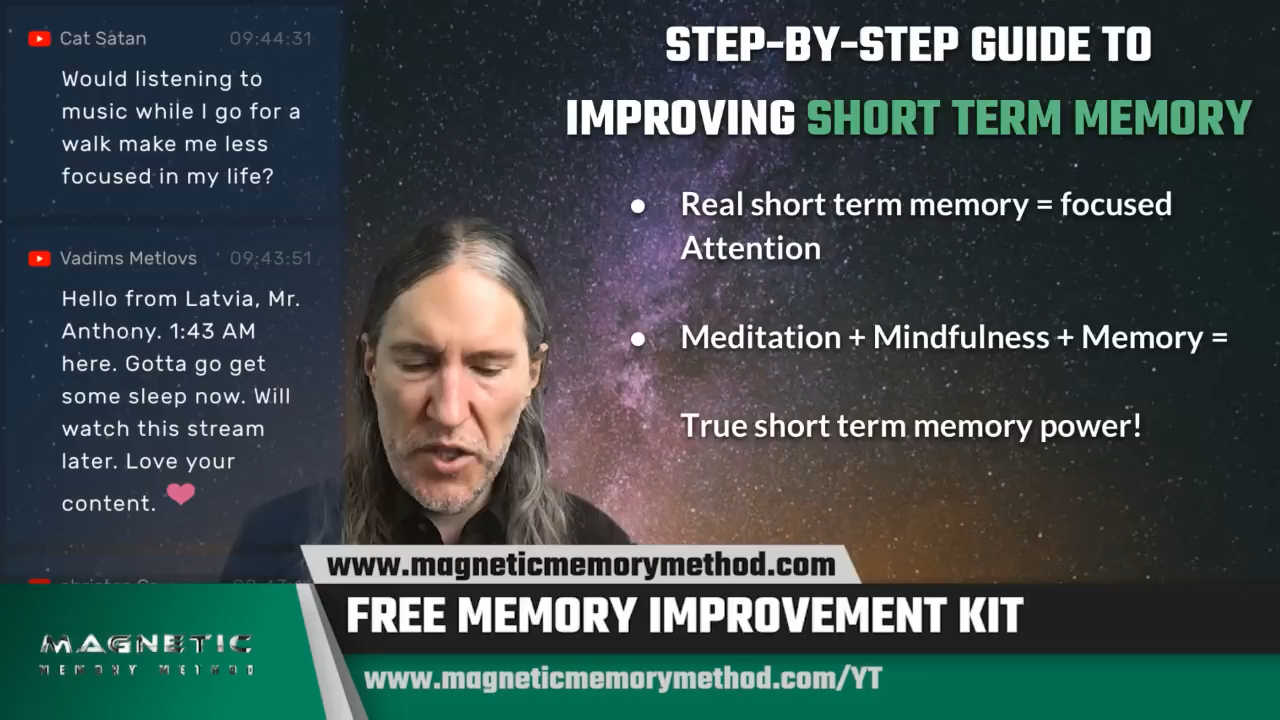 Cat Satan 09:44:31
Would listening to
music while I go for a
walk make me less
focused in my life?
Vadims Metlovs 09:43:51
Hello from Latvia, Mr.
Anthony. 1:43 AM
here. Gotta go get
some sleep now. Will
watch this stream
later. Love your
content.
STEP-BY-STEP GUIDE TO
IMPROVING SHORT TERM MEMORY
● Real short term memory = focused
Attention
● Meditation + Mindfulness + Memory =
True short term memory power!
www.magneticmemorymethod.com
FREE MEMORY IMPROVEMENT KIT
www.magneticmemorymethod.com/YT
MAGNETIC
MEMORY METHOD